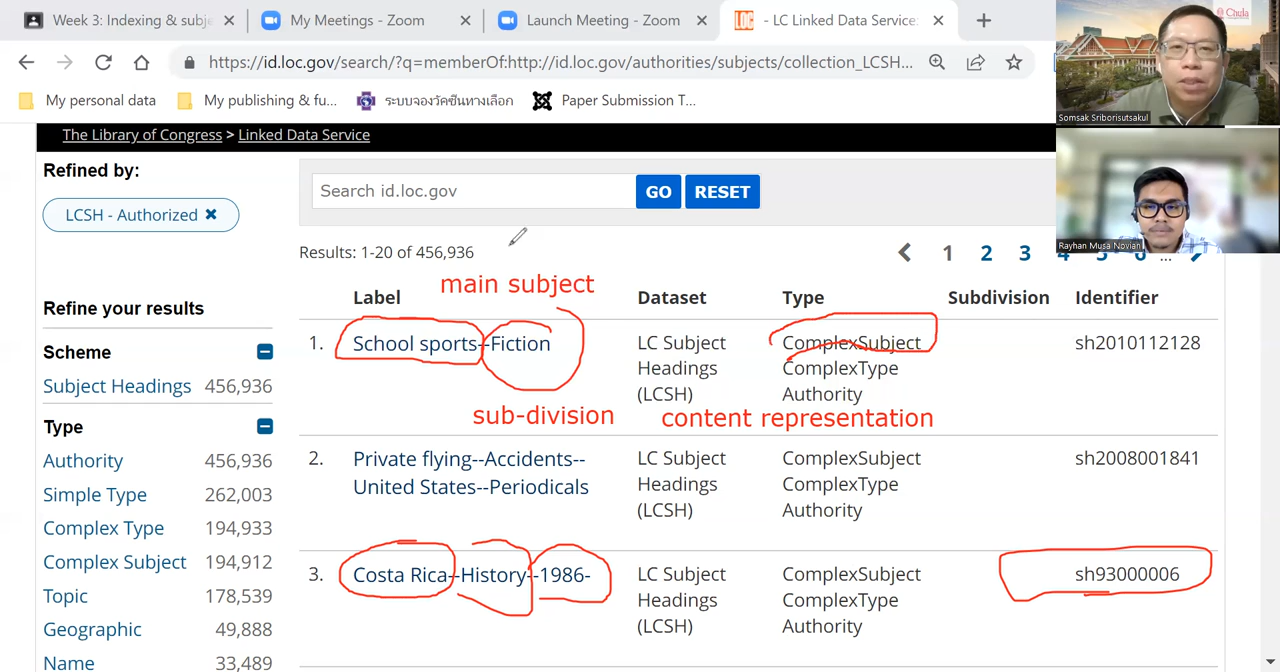 Week 3: Indexing & subje
My Meetings - Zoom
Launch Meeting - Zoom
LOC - LC Linked Data Service:
https://id.loc.gov/search/?q=memberOf:http://id.loc.gov/authorities/subjects/collection_LCSH...
My personal data
My publishing & fu...
ระบบจองวัคซีนทางเลือก
Paper Submission T...
Chula
Somsak Sriborisutsakul
Rayhan Musa Novian
The Library of Congress > Linked Data Service
Refined by:
LCSH - Authorized ✖
Search id.loc.gov
GO
RESET
Results: 1-20 of 456,936
1 2 3 4 5 6 ...
main subject
Refine your results
Label Dataset Type Subdivision Identifier
Scheme
Subject Headings 456,936
Type
Authority 456,936
Simple Type 262,003
Complex Type 194,933
Complex Subject 194,912
Topic 178,539
Geographic 49,888
Name 33,489
1. School sports--Fiction
LC Subject
Headings
(LCSH)
ComplexSubject
ComplexType
Authority
sh2010112128
sub-division
content representation
2. Private flying--Accidents--
United States--Periodicals
LC Subject
Headings
(LCSH)
ComplexSubject
ComplexType
Authority
sh2008001841
3. Costa Rica--History--1986-
LC Subject
Headings
(LCSH)
ComplexSubject
ComplexType
Authority
sh93000006